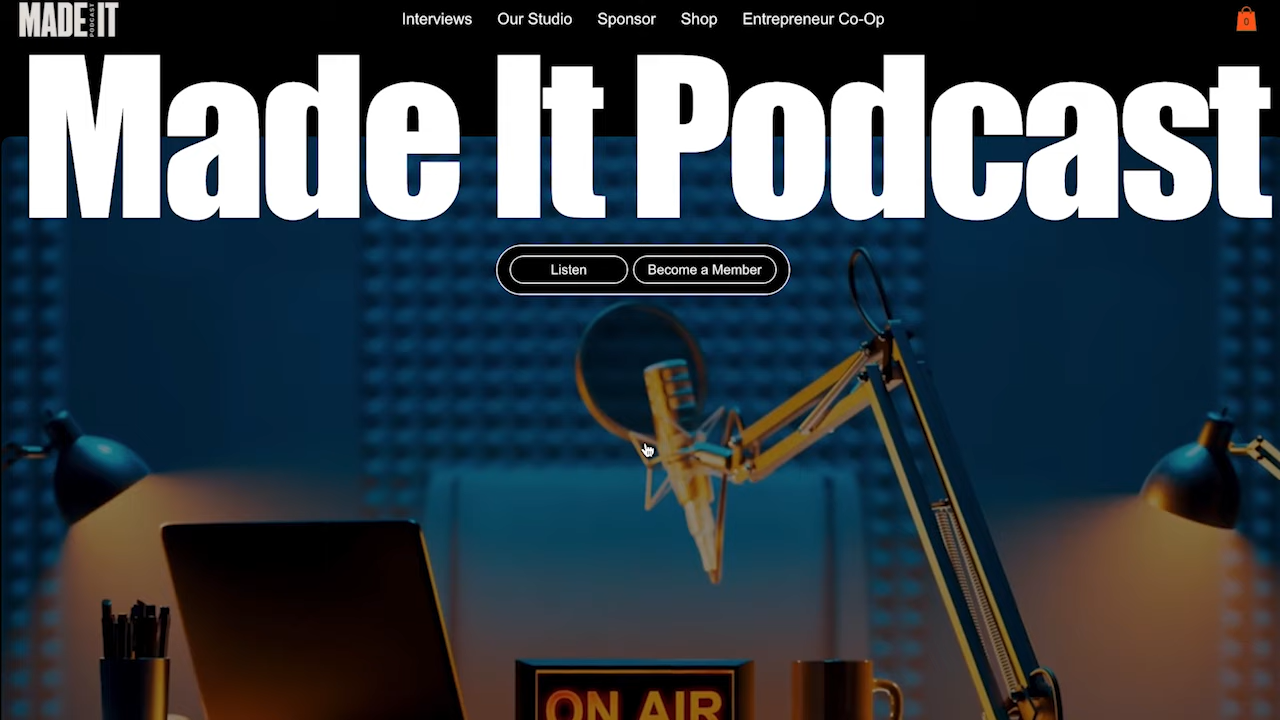 MADE IT PODCAST
Interviews Our Studio Sponsor Shop Entrepreneur Co-Op
0
Made It Podcast
Listen Become a Member
ON AIR